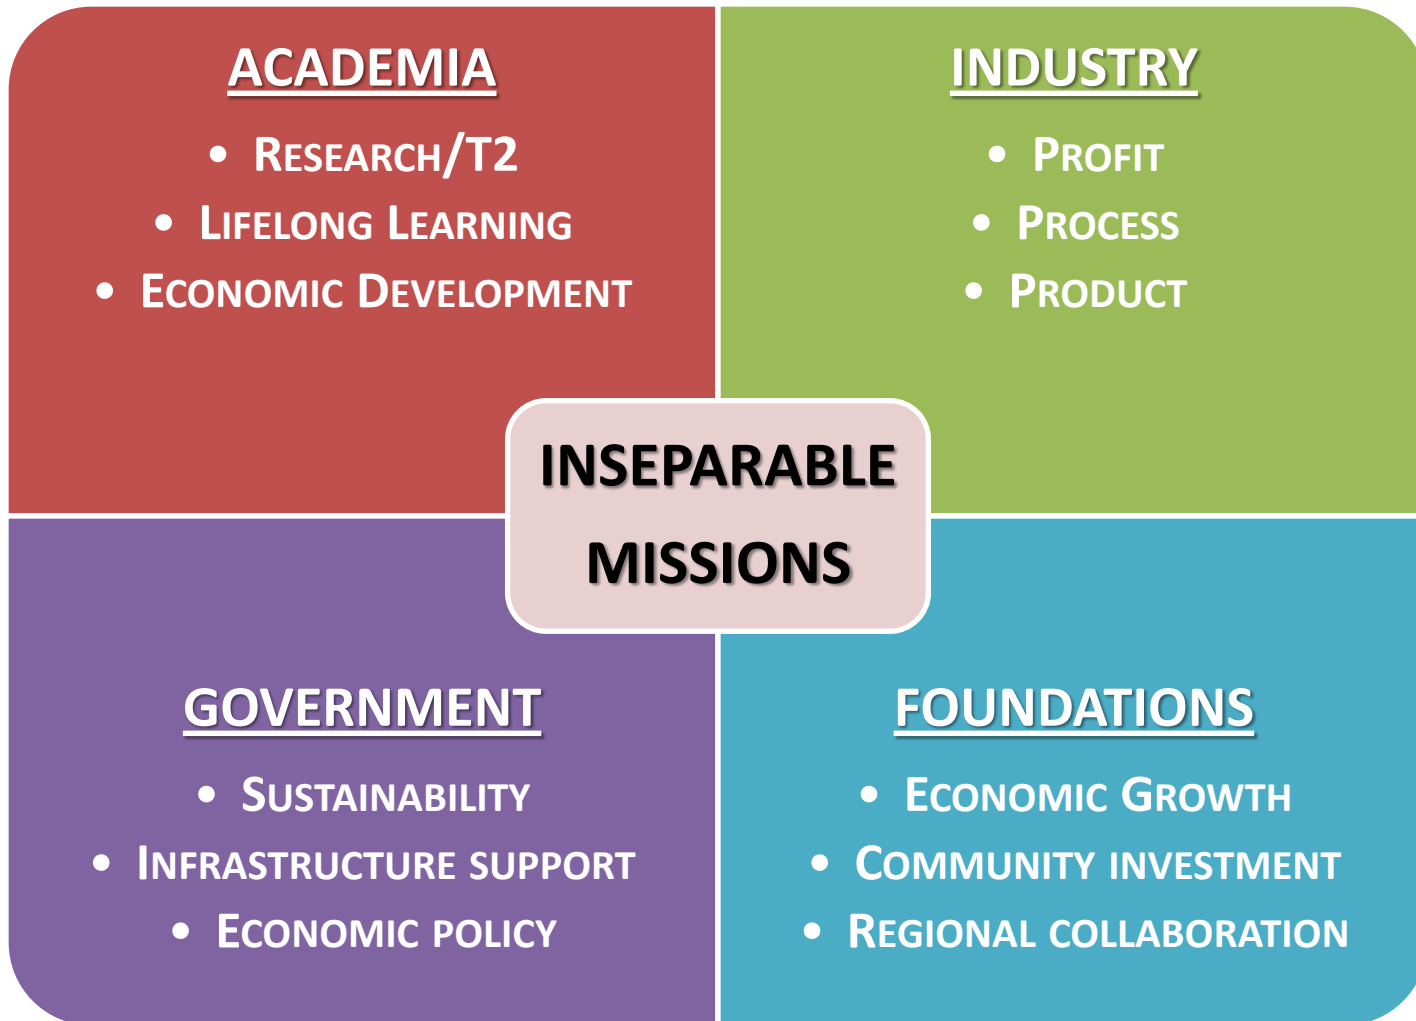 ACADEMIA
• RESEARCH/T2
• LIFELONG LEARNING
• ECONOMIC DEVELOPMENT
INDUSTRY
• PROFIT
• PROCESS
• PRODUCT
INSEPARABLE
MISSIONS
GOVERNMENT
• SUSTAINABILITY
• INFRASTRUCTURE SUPPORT
• ECONOMIC POLICY
FOUNDATIONS
• ECONOMIC GROWTH
• COMMUNITY INVESTMENT
• REGIONAL COLLABORATION